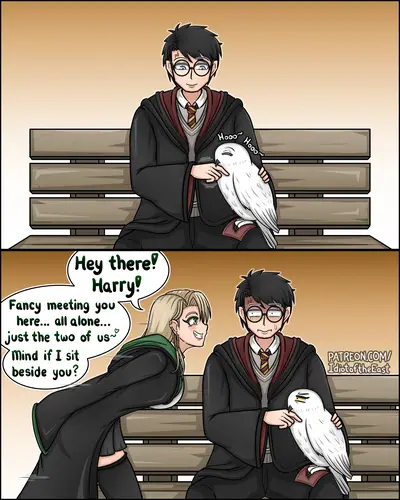 Hooo~ Hooo~
Hey there!
Harry!
Fancy meeting you
here... all alone...
just the two of us~
Mind if I sit
beside you?
PATREON.COM/
IdiotoftheEast